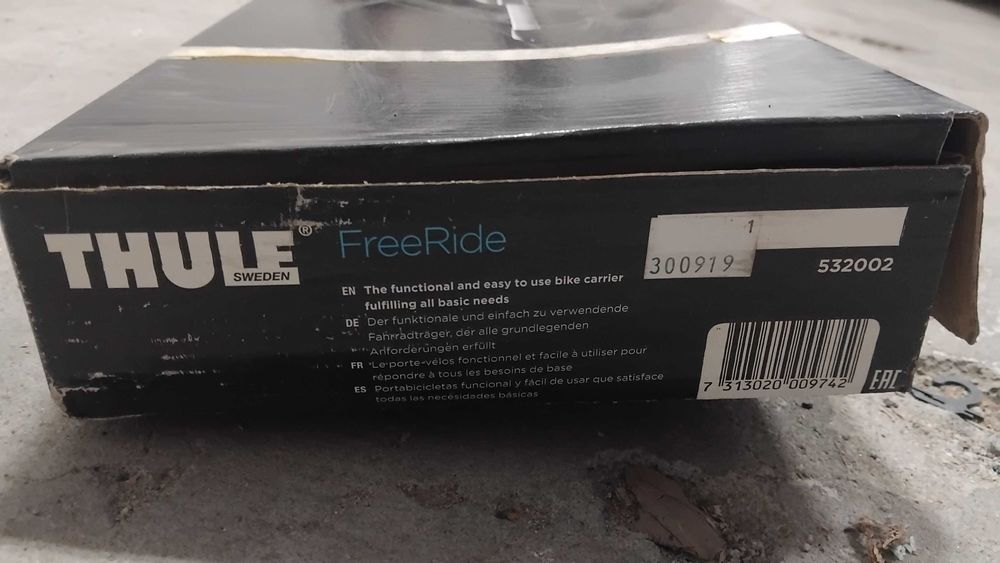 THULE®
SWEDEN
FreeRide
EN The functional and easy to use bike carrier
fulfilling all basic needs
DE Der funktionale und einfach zu verwendende
Fahrradträger, der alle grundlegenden
Anforderungen erfüllt
FR Le porte-vélos fonctionnel et facile à utiliser pour
répondre à tous les besoins de base
ES Portabicicletas funcional y fácil de usar que satisface
todas las necesidades básicas
1
300919
532002
7 313020 009742
EAC